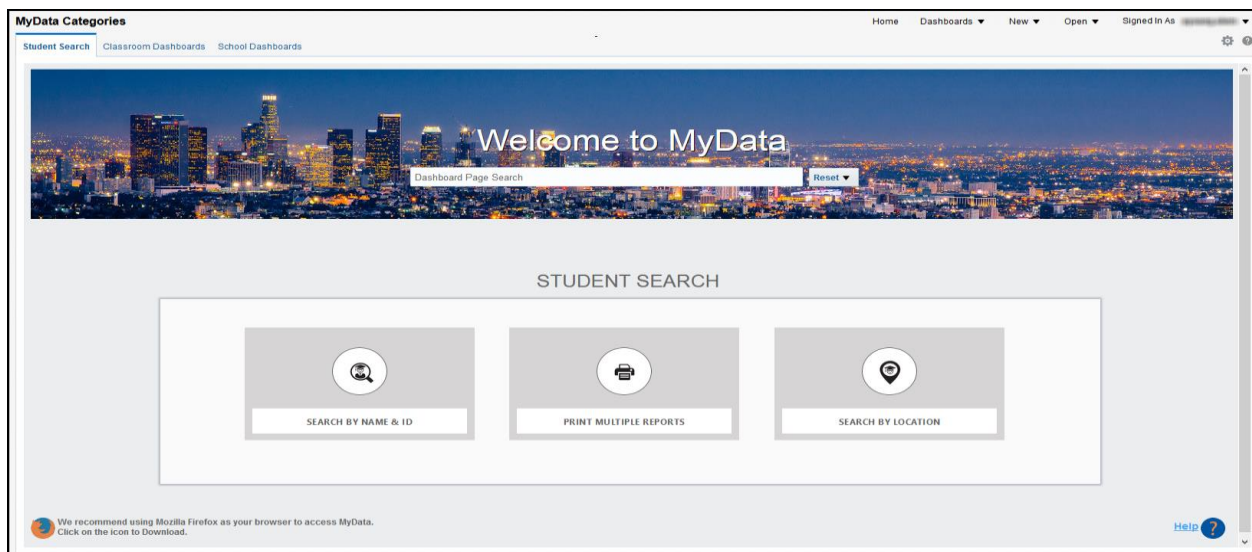 MyData Categories
Home Dashboards New Open Signed In As
Student Search Classroom Dashboards School Dashboards
Welcome to MyData
Dashboard Page Search
Reset
STUDENT SEARCH
SEARCH BY NAME & ID
PRINT MULTIPLE REPORTS
SEARCH BY LOCATION
We recommend using Mozilla Firefox as your browser to access MyData.
Click on the icon to Download.
Help ?